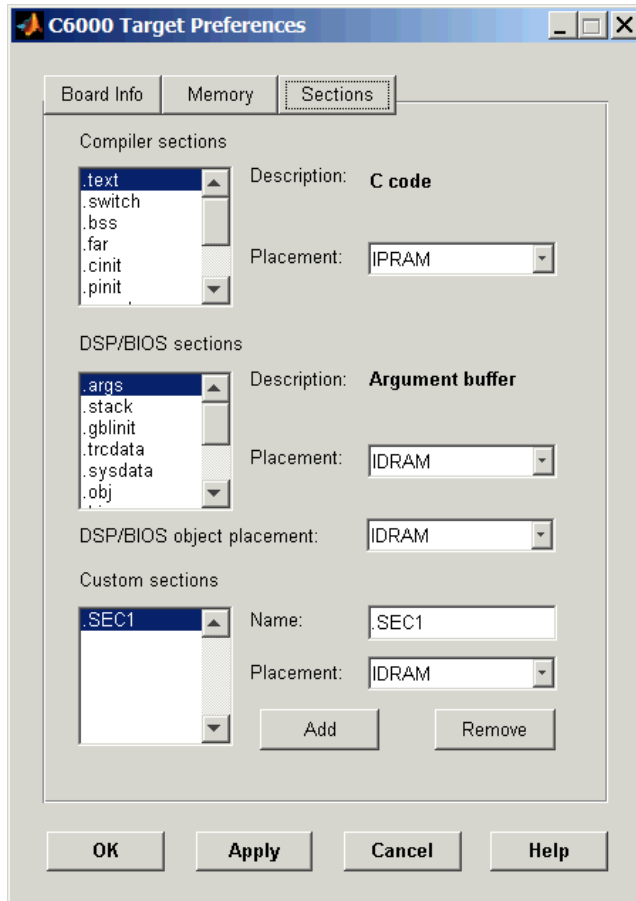 C6000 Target Preferences
Board Info Memory Sections
Compiler sections
.text
.switch
.bss
.far
.cinit
.pinit
Description: C code
Placement: IPRAM
DSP/BIOS sections
.args
.stack
.gblinit
.trcdata
.sysdata
.obj
Description: Argument buffer
Placement: IDRAM
DSP/BIOS object placement: IDRAM
Custom sections
.SEC1
Name: .SEC1
Placement: IDRAM
Add Remove
OK Apply Cancel Help